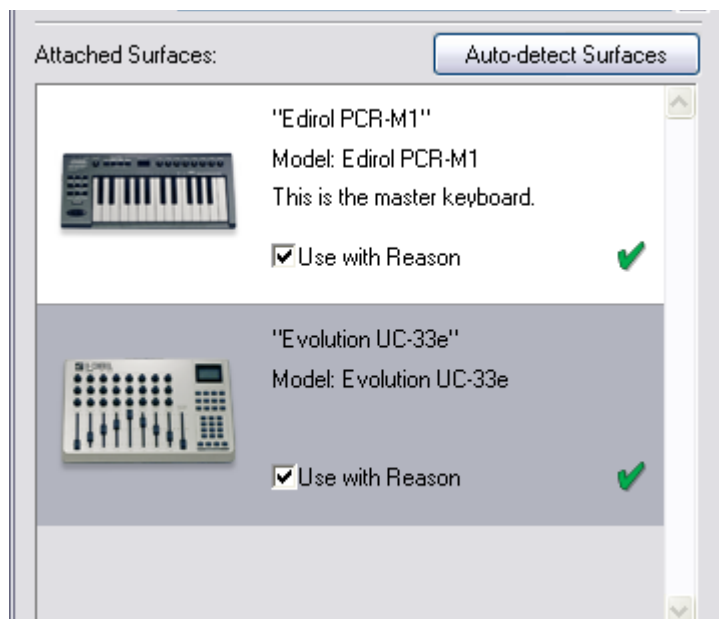 Attached Surfaces:
Auto-detect Surfaces
"Edirol PCR-M1"
Model: Edirol PCR-M1
This is the master keyboard.
Use with Reason
"Evolution UC-33e"
Model: Evolution UC-33e
Use with Reason